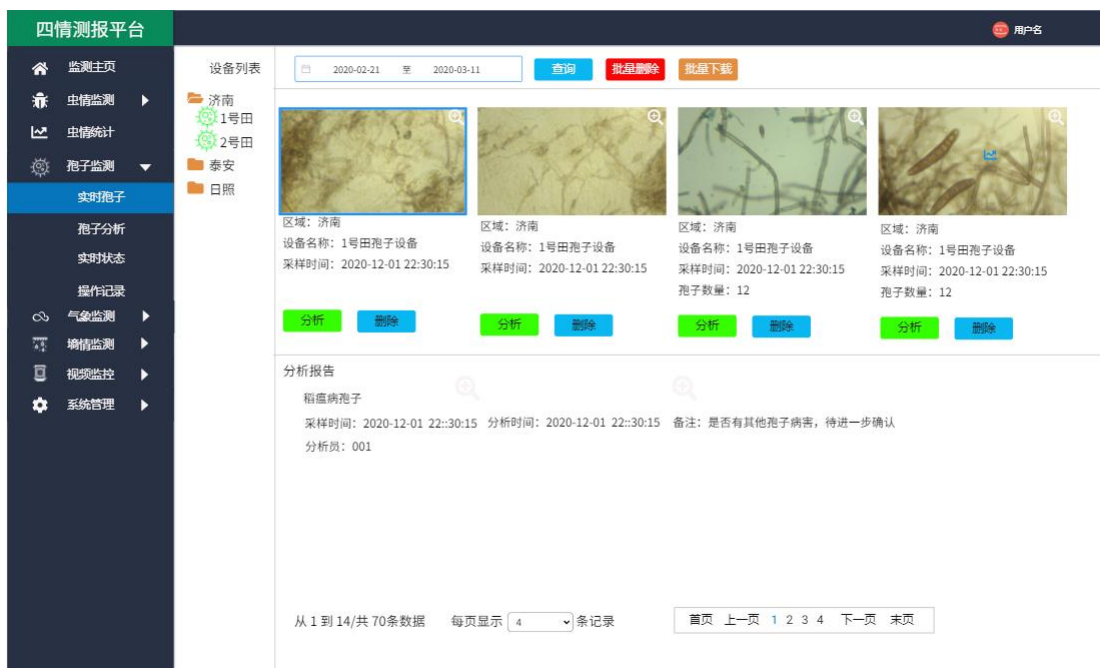 四情测报平台
用户名
监测主页
虫情监测
虫情统计
孢子监测
实时孢子
孢子分析
实时状态
操作记录
气象监测
墒情监测
视频监控
系统管理
设备列表
济南
1号田
2号田
泰安
日照
2020-02-21 至 2020-03-11 查询 批量删除 批量下载
区域：济南
设备名称：1号田孢子设备
采样时间：2020-12-01 22:30:15
分析 删除
区域：济南
设备名称：1号田孢子设备
采样时间：2020-12-01 22:30:15
分析 删除
区域：济南
设备名称：1号田孢子设备
采样时间：2020-12-01 22:30:15
孢子数量：12
分析 删除
区域：济南
设备名称：1号田孢子设备
采样时间：2020-12-01 22:30:15
孢子数量：12
分析 删除
分析报告
稻瘟病孢子
采样时间：2020-12-01 22::30:15 分析时间：2020-12-01 22::30:15 备注：是否有其他孢子病害，待进一步确认
分析员：001
从 1 到 14/共 70条数据 每页显示 4 条记录 首页 上一页 1 2 3 4 下一页 末页